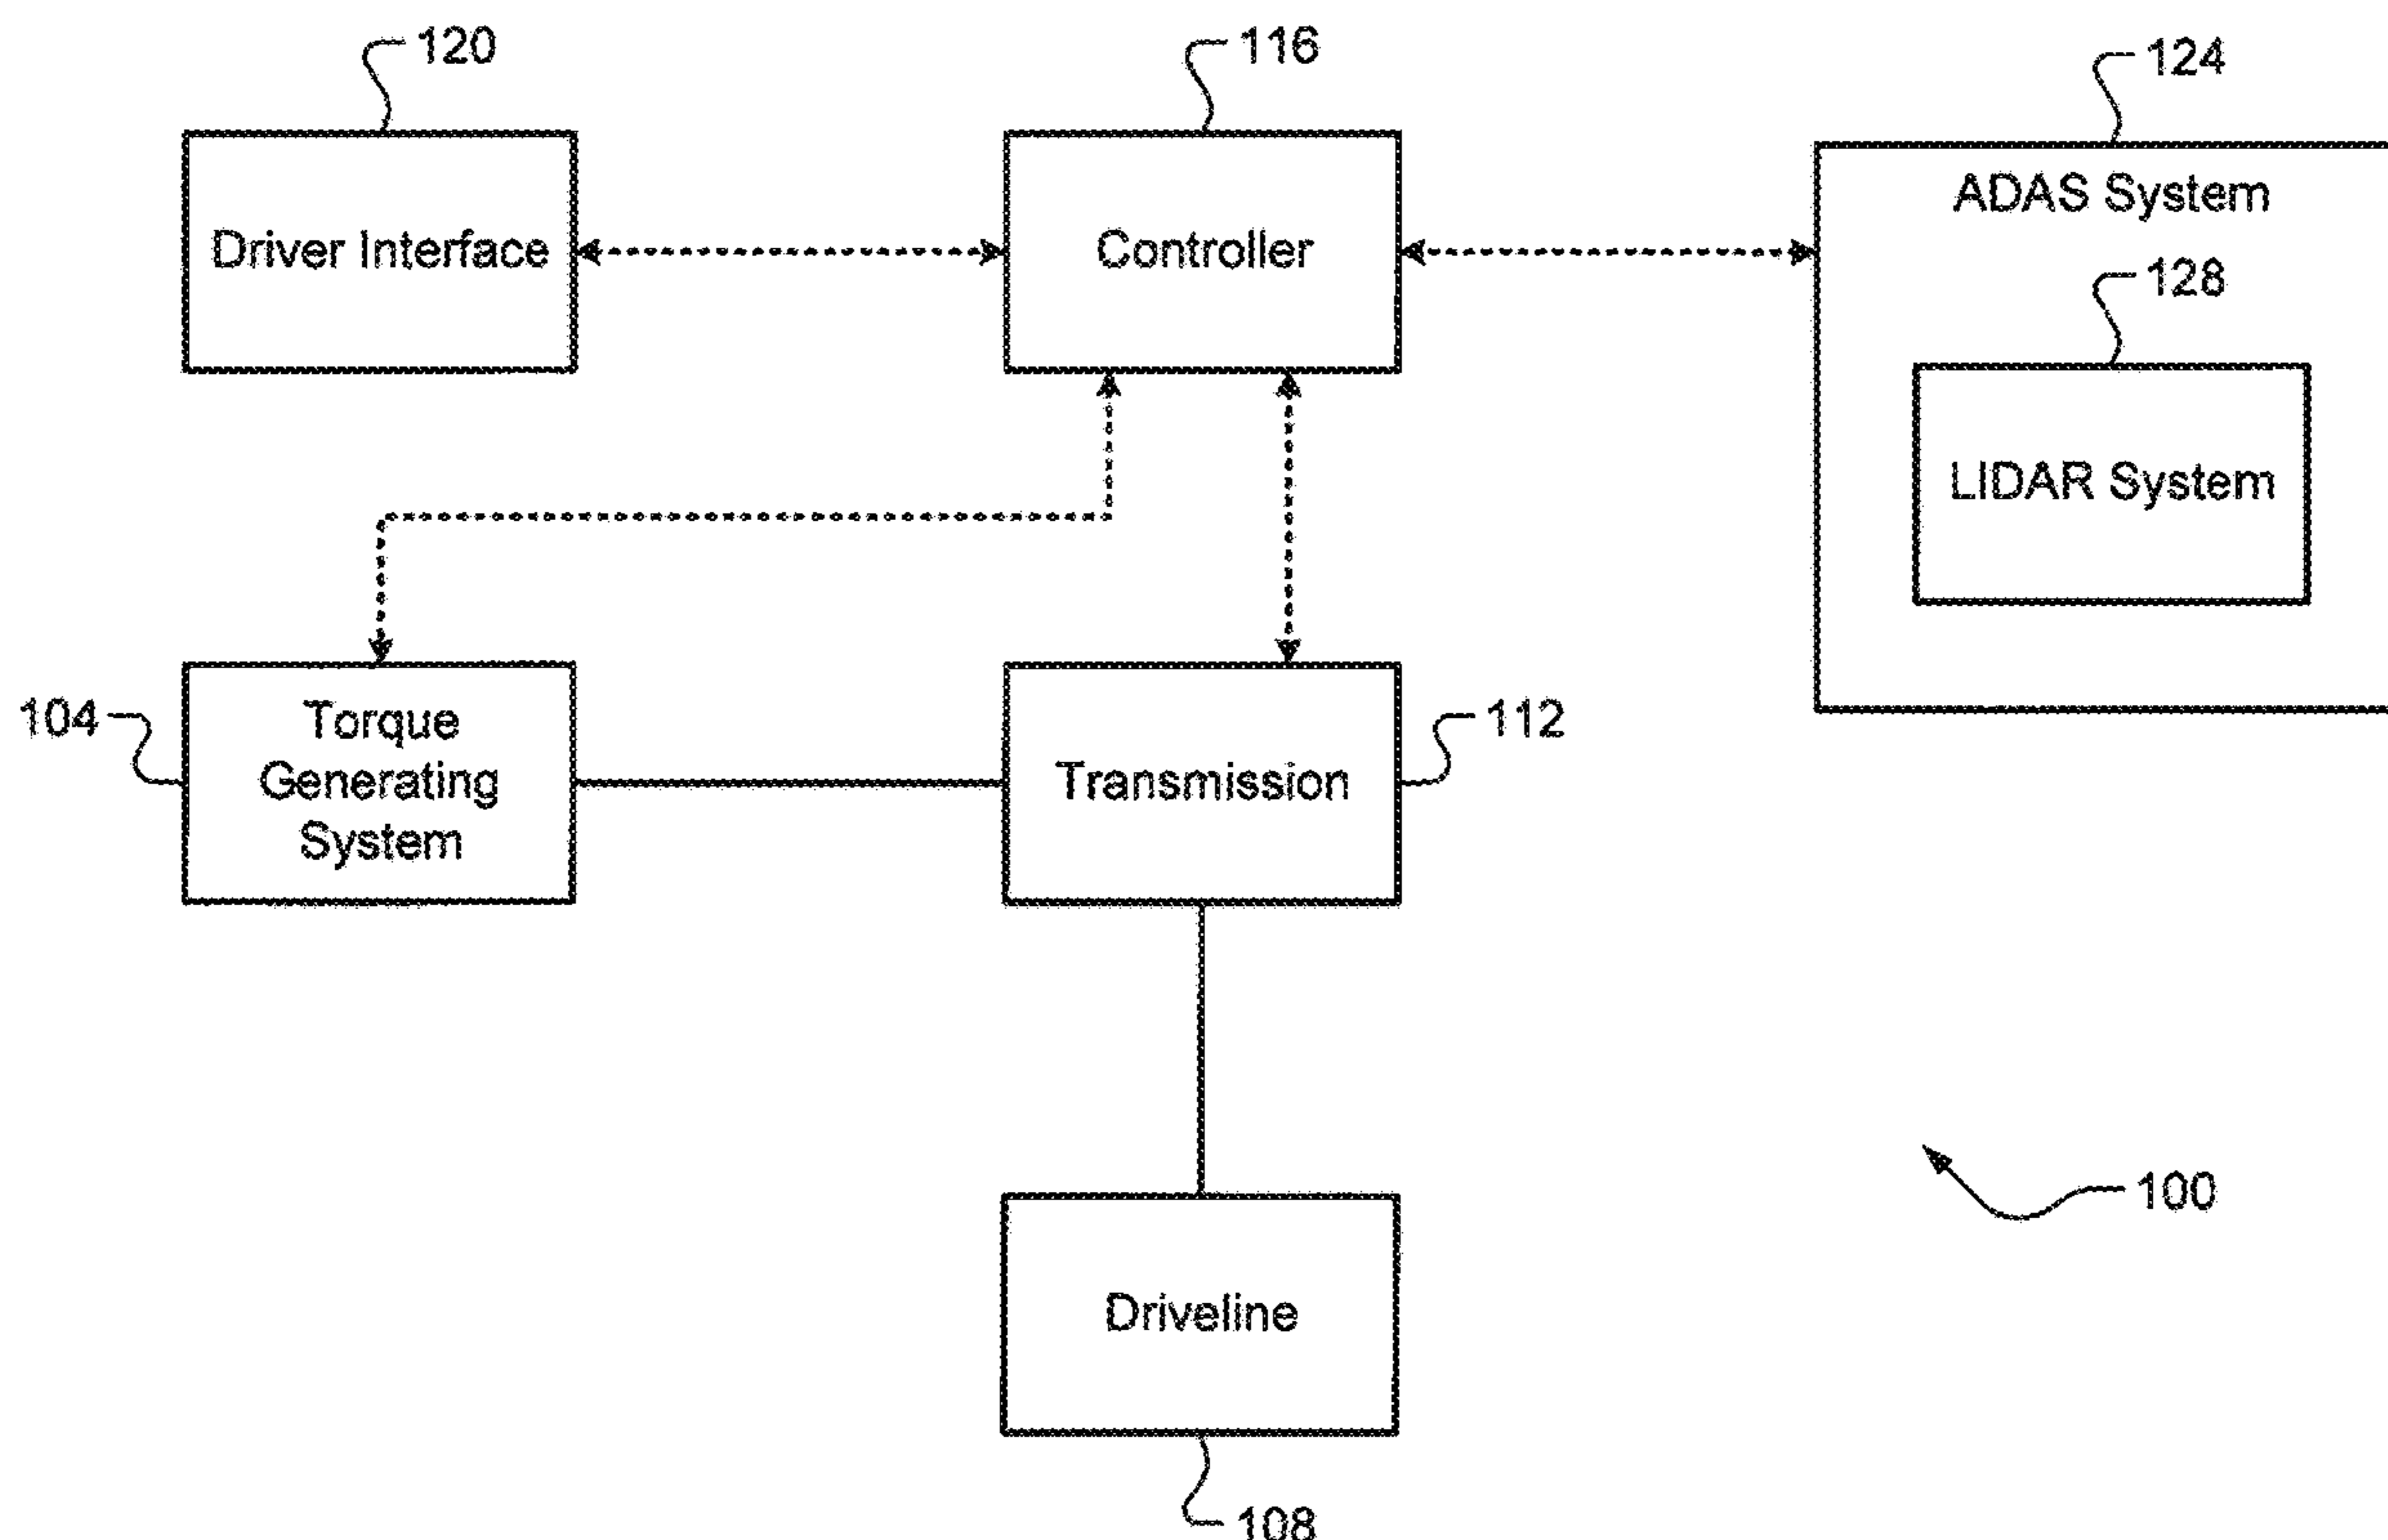 120
116
124
Driver Interface
Controller
ADAS System
128
LIDAR System
104
Torque
Generating
System
Transmission
112
Driveline
100
108